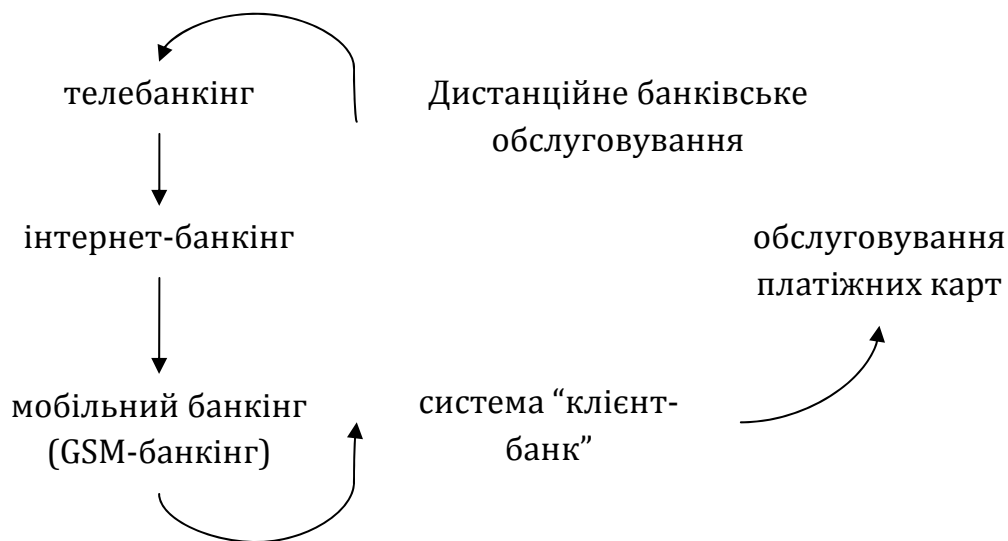 телебанкінг
Дистанційне банківське
обслуговування
інтернет-банкінг
обслуговування
платіжних карт
мобільний банкінг
(GSM-банкінг)
система “клієнт-
банк”